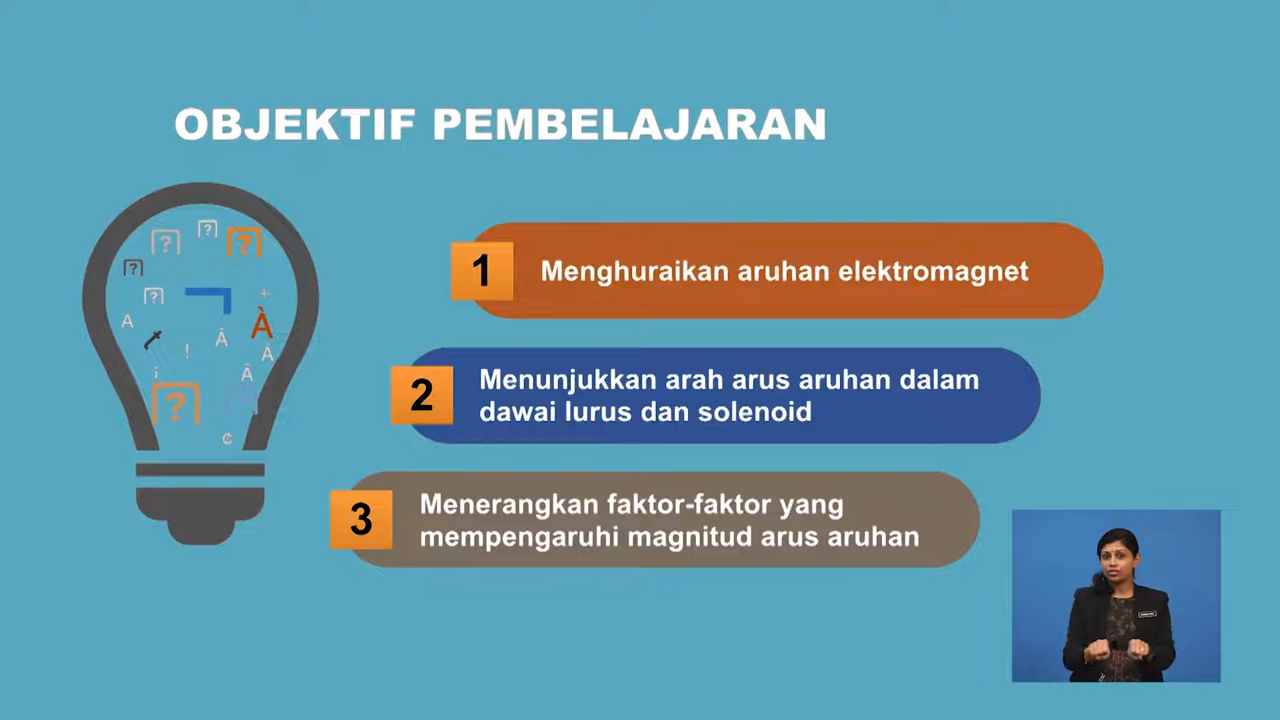 OBJEKTIF PEMBELAJARAN
1
Menghuraikan aruhan elektromagnet
2
Menunjukkan arah arus aruhan dalam
dawai lurus dan solenoid
3
Menerangkan faktor-faktor yang
mempengaruhi magnitud arus aruhan